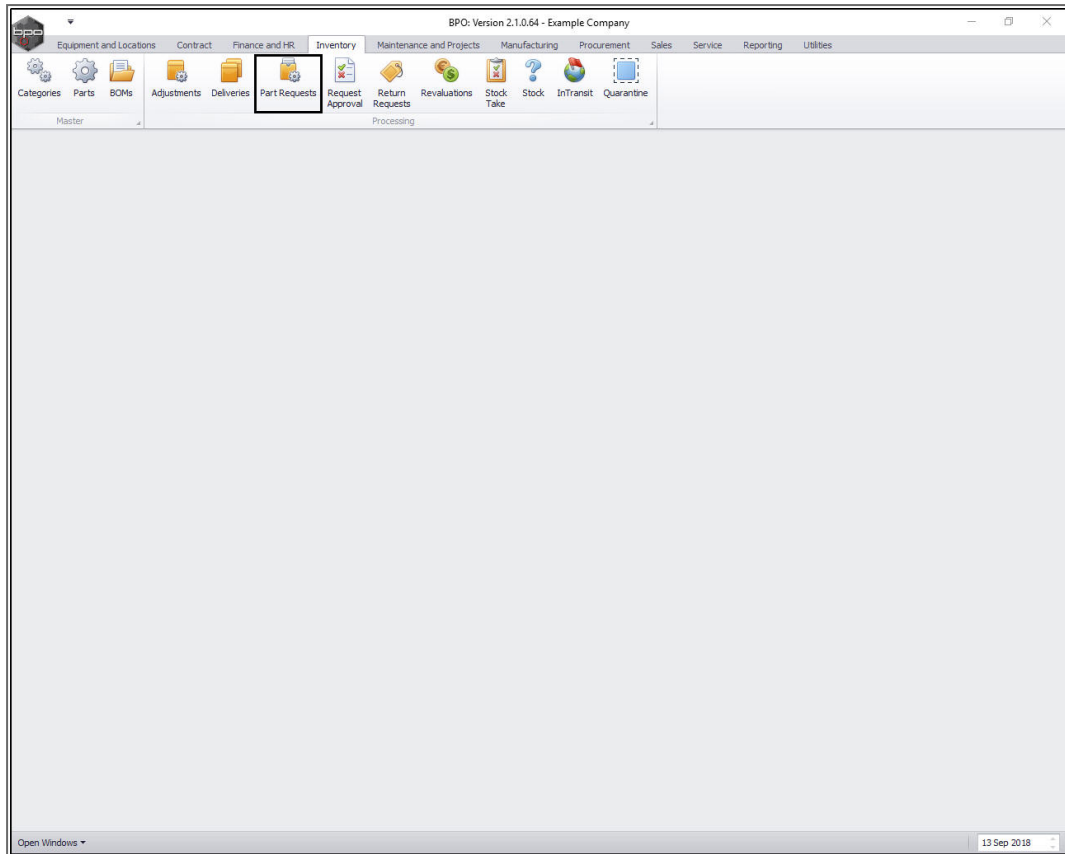 BPO: Version 2.1.0.64 - Example Company
bpo
Equipment and Locations Contract Finance and HR Inventory Maintenance and Projects Manufacturing Procurement Sales Service Reporting Utilities
Categories Parts BOMs Adjustments Deliveries Part Requests Request Approval Return Requests Revaluations Stock Take Stock InTransit Quarantine
Master Processing
Open Windows 13 Sep 2018